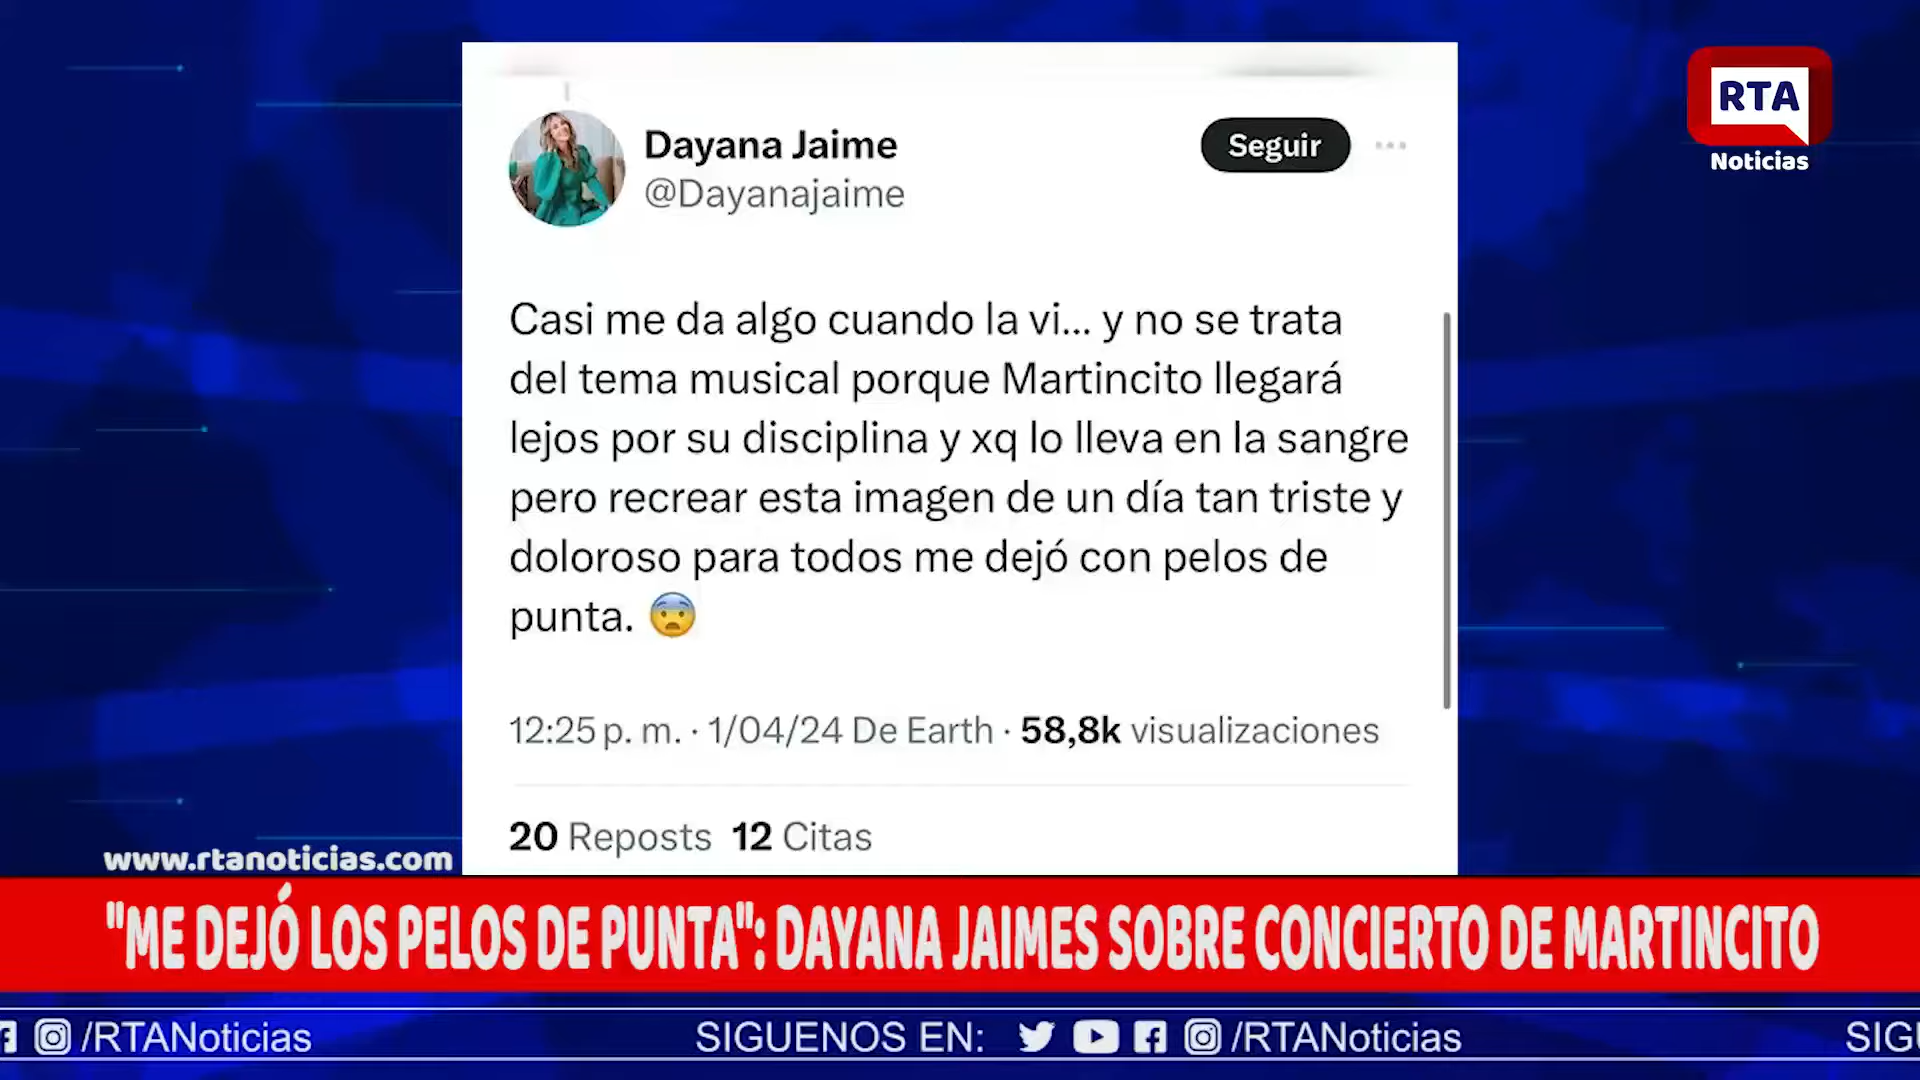 RTA
Noticias
Dayana Jaime
@Dayanajaime
Seguir
Casi me da algo cuando la vi... y no se trata
del tema musical porque Martincito llegará
lejos por su disciplina y xq lo lleva en la sangre
pero recrear esta imagen de un día tan triste y
doloroso para todos me dejó con pelos de
punta. 😨
12:25 p. m. · 1/04/24 De Earth · 58,8k visualizaciones
20 Reposts 12 Citas
www.rtanoticias.com
"ME DEJÓ LOS PELOS DE PUNTA": DAYANA JAIMES SOBRE CONCIERTO DE MARTINCITO
/RTANoticias SIGUENOS EN: /RTANoticias SIGU